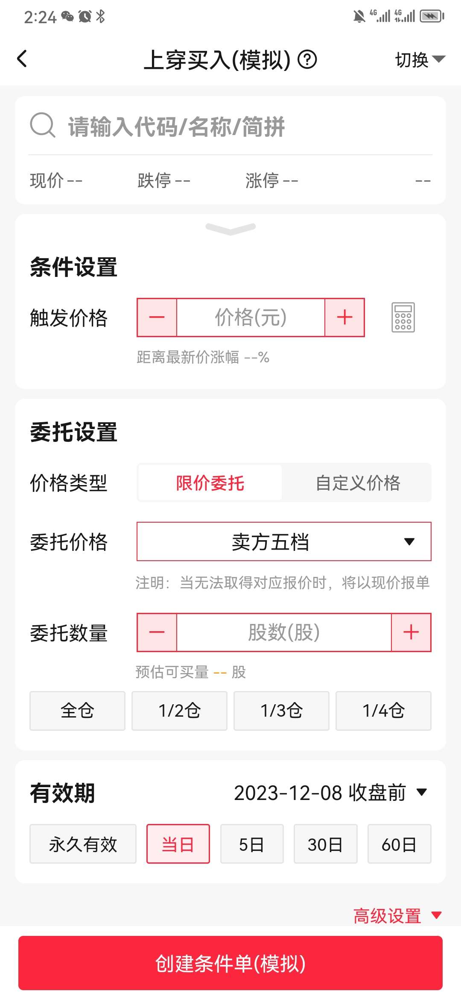 2:24
4G 4G
上穿买入(模拟)
切换
请输入代码/名称/简拼
现价-- 跌停-- 涨停-- --
条件设置
触发价格 价格(元)
距离最新价涨幅 --%
委托设置
价格类型 限价委托 自定义价格
委托价格 卖方五档
注明：当无法取得对应报价时，将以现价报单
委托数量 股数(股)
预估可买量 -- 股
全仓 1/2仓 1/3仓 1/4仓
有效期 2023-12-08 收盘前
永久有效 当日 5日 30日 60日
高级设置
创建条件单(模拟)